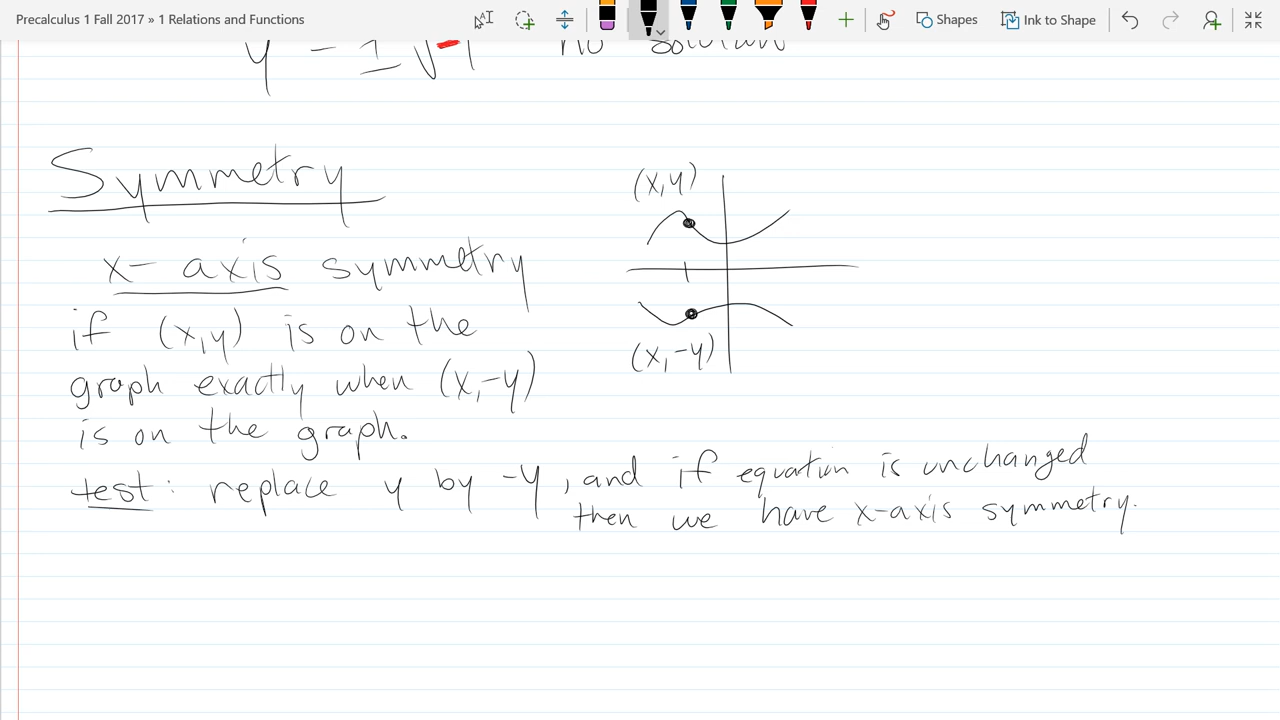 Precalculus 1 Fall 2017 » 1 Relations and Functions
Shapes
Ink to Shape
y = ±√-1 no solution
Symmetry
(x,y)
x-axis symmetry
if (x,y) is on the
graph exactly when (x,-y)
is on the graph.
(x,-y)
test: replace y by -y, and if equation is unchanged
then we have x-axis symmetry.